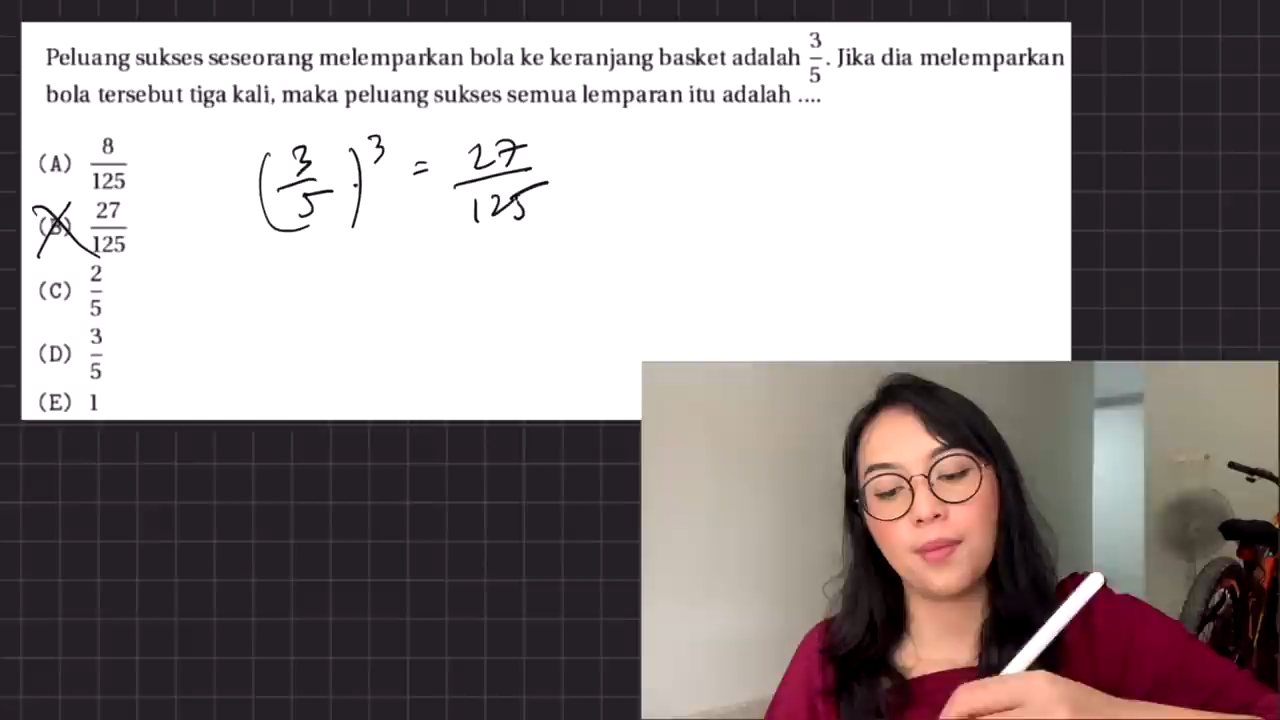 Peluang sukses seseorang melemparkan bola ke keranjang basket adalah 3/5. Jika dia melemparkan
bola tersebut tiga kali, maka peluang sukses semua lemparan itu adalah ....
(A) 8/125
(B) 27/125
(C) 2/5
(D) 3/5
(E) 1
(3/5)^3 = 27/125